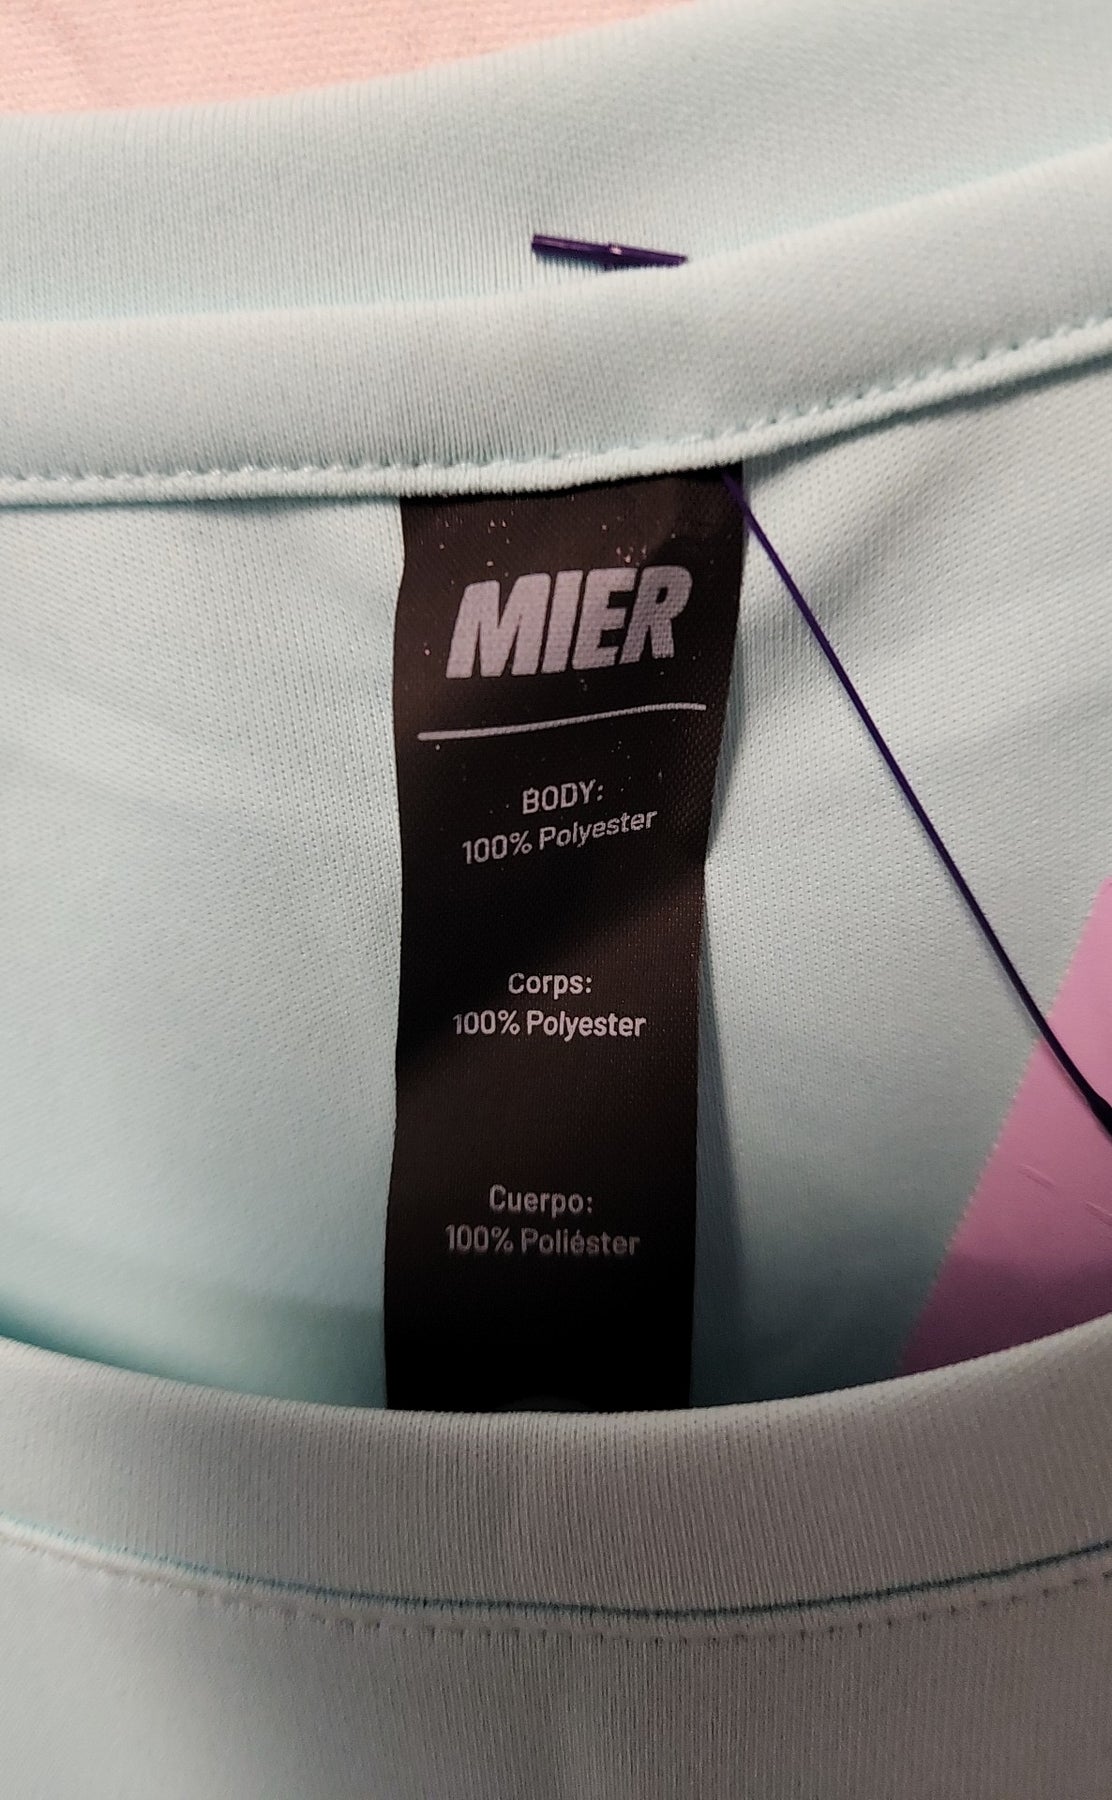 MIER
BODY:
100% Polyester
Corps:
100% Polyester
Cuerpo:
100% Poliéster